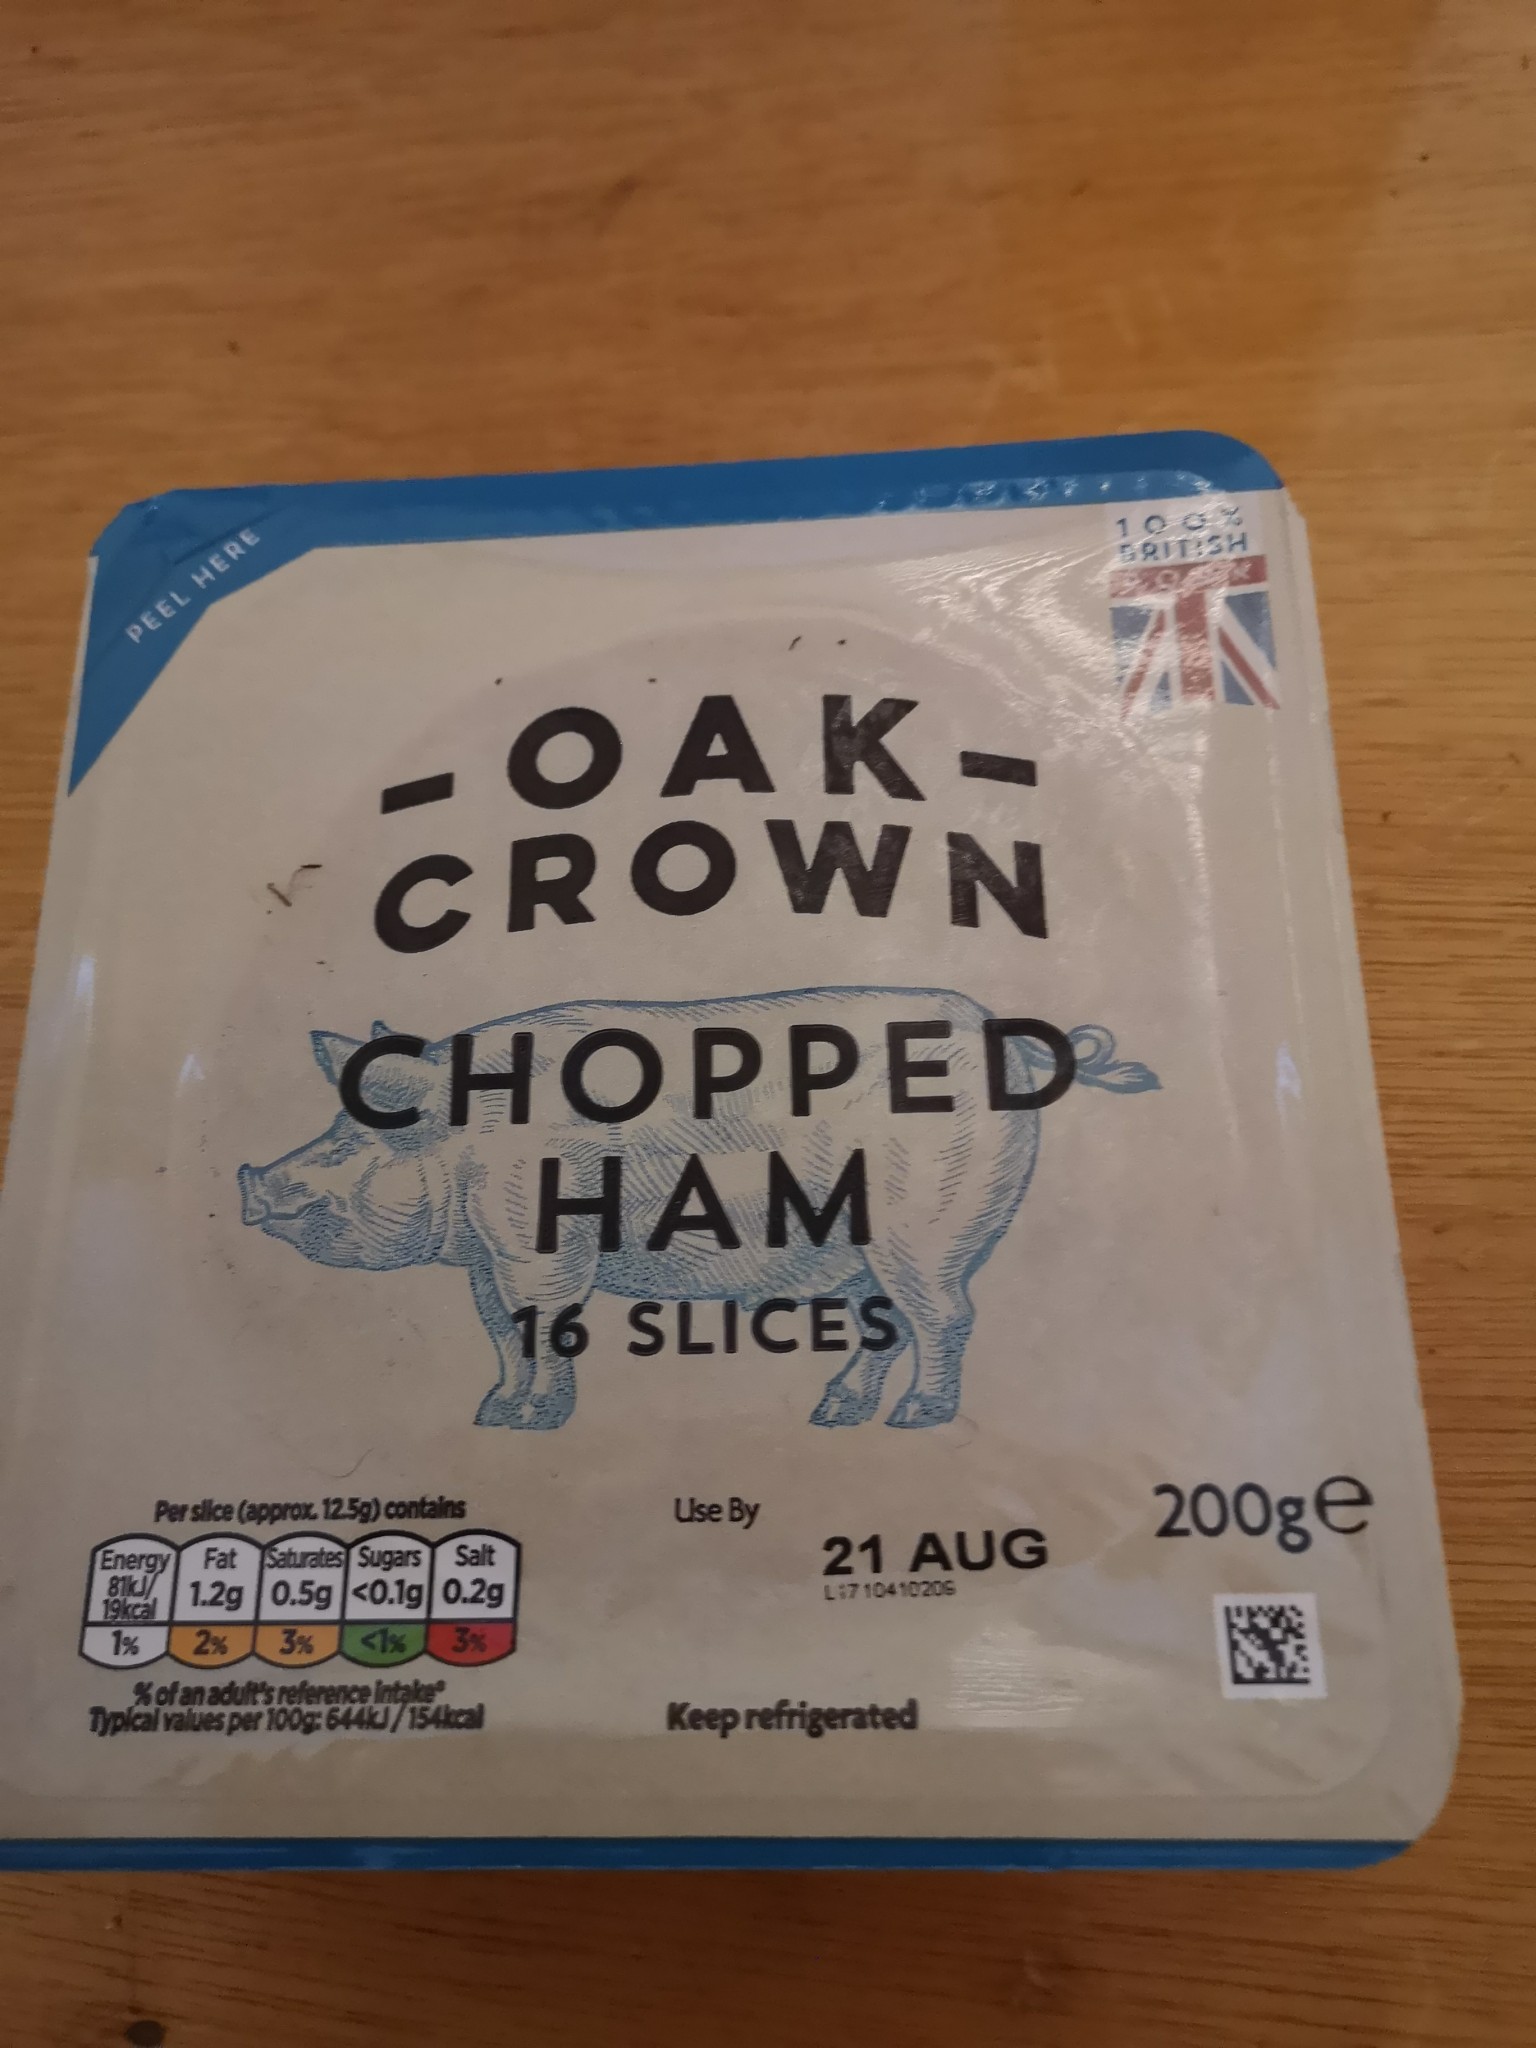 PEEL HERE
100%
BRITISH
PORK
-OAK-
CROWN
CHOPPED
HAM
16 SLICES
Per slice (approx. 12.5g) contains
Energy 81kJ/ 19kcal 1%
Fat 1.2g 2%
Saturates 0.5g 3%
Sugars <0.1g <1%
Salt 0.2g 3%
% of an adult's reference intake*
Typical values per 100g: 644kJ / 154kcal
Use By
21 AUG
Keep refrigerated
200g e